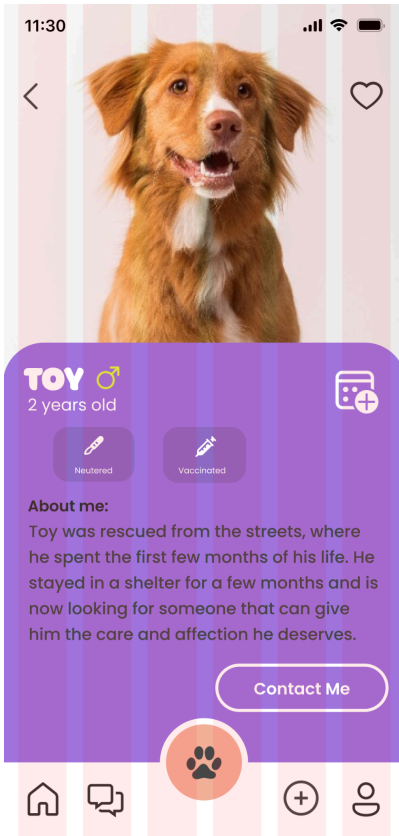 11:30
TOY
2 years old
Neutered
Vaccinated
About me:
Toy was rescued from the streets, where
he spent the first few months of his life. He
stayed in a shelter for a few months and is
now looking for someone that can give
him the care and affection he deserves.
Contact Me